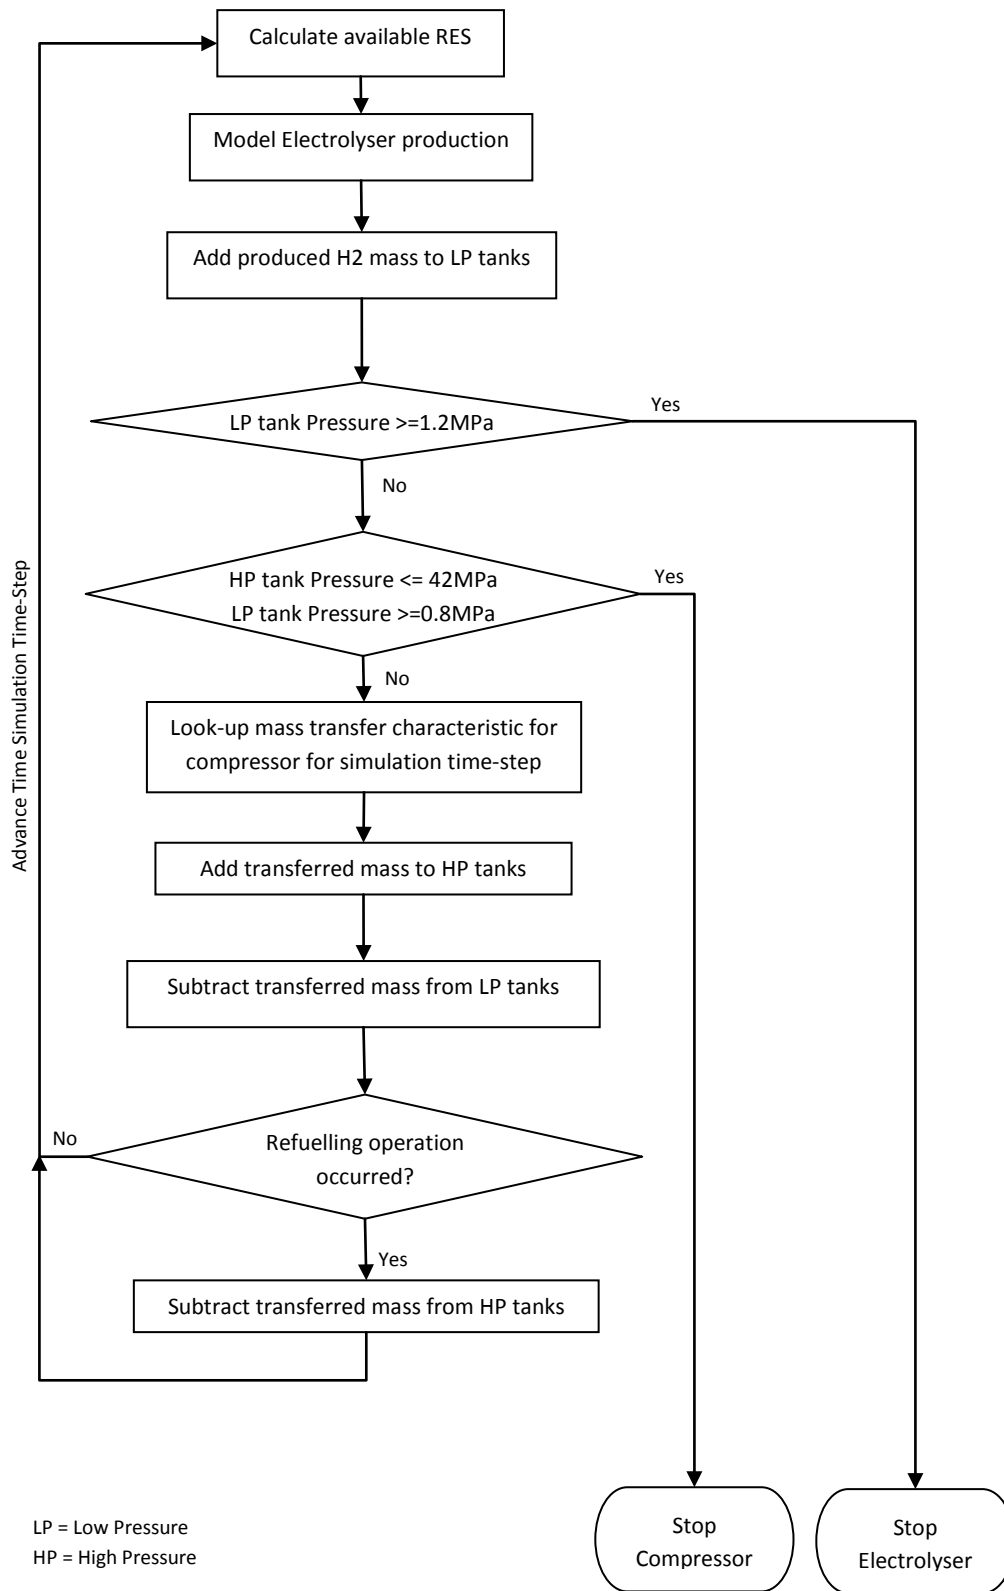 Calculate available RES
Model Electrolyser production
Add produced H2 mass to LP tanks
LP tank Pressure >=1.2MPa
Yes
No
HP tank Pressure <= 42MPa
LP tank Pressure >=0.8MPa
Yes
No
Look-up mass transfer characteristic for
compressor for simulation time-step
Add transferred mass to HP tanks
Subtract transferred mass from LP tanks
Refuelling operation
occurred?
No
Yes
Subtract transferred mass from HP tanks
Advance Time Simulation Time-Step
Stop
Compressor
Stop
Electrolyser
LP = Low Pressure
HP = High Pressure